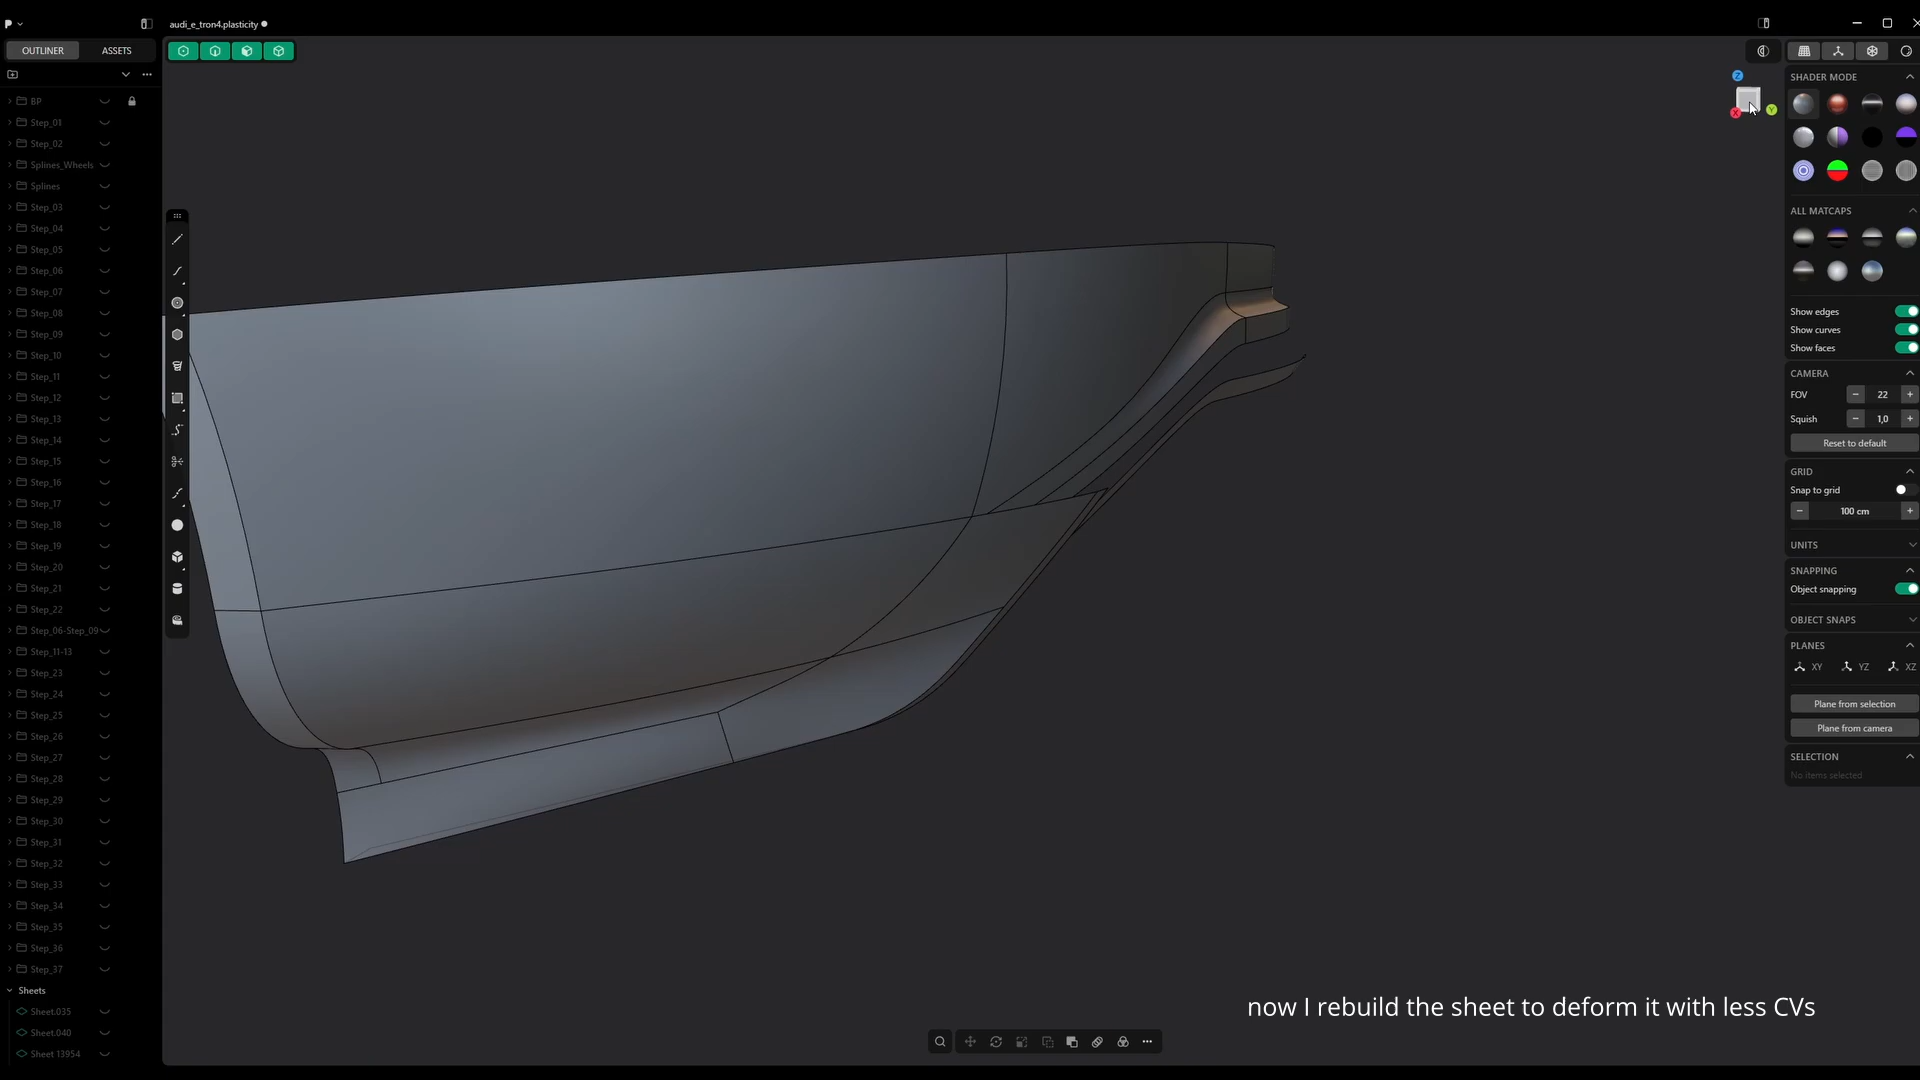 audi_e_tron4.plasticity
OUTLINER
ASSETS
BP
Step_01
Step_02
Splines_Wheels
Splines
Step_03
Step_04
Step_05
Step_06
Step_07
Step_08
Step_09
Step_10
Step_11
Step_12
Step_13
Step_14
Step_15
Step_16
Step_17
Step_18
Step_19
Step_20
Step_21
Step_22
Step_06-Step_09
Step_11-13
Step_23
Step_24
Step_25
Step_26
Step_27
Step_28
Step_29
Step_30
Step_31
Step_32
Step_33
Step_34
Step_35
Step_36
Step_37
Sheets
Sheet.035
Sheet.040
Sheet 13954
Z
X
Y
SHADER MODE
ALL MATCAPS
Show edges
Show curves
Show faces
CAMERA
FOV
22
Squish
1,0
Reset to default
GRID
Snap to grid
100 cm
UNITS
SNAPPING
Object snapping
OBJECT SNAPS
PLANES
XY
YZ
XZ
Plane from selection
Plane from camera
SELECTION
No items selected
now I rebuild the sheet to deform it with less CVs